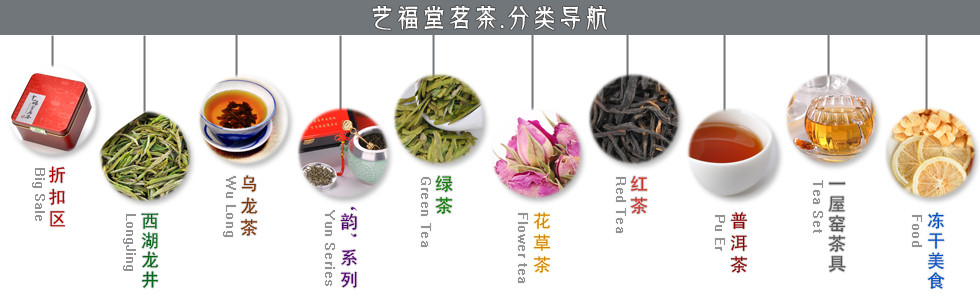 艺福堂茗茶.分类导航
折扣区
Big Sale
西湖龙井
LongJing
乌龙茶
Wu Long
‘韵’系列
Yun Series
绿茶
Green Tea
花草茶
Flower tea
红茶
Red Tea
普洱茶
Pu Er
一屋窑茶具
Tea Set
冻干美食
Food